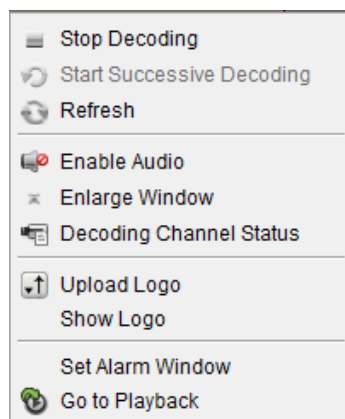 Stop Decoding
Start Successive Decoding
Refresh
Enable Audio
Enlarge Window
Decoding Channel Status
Upload Logo
Show Logo
Set Alarm Window
Go to Playback